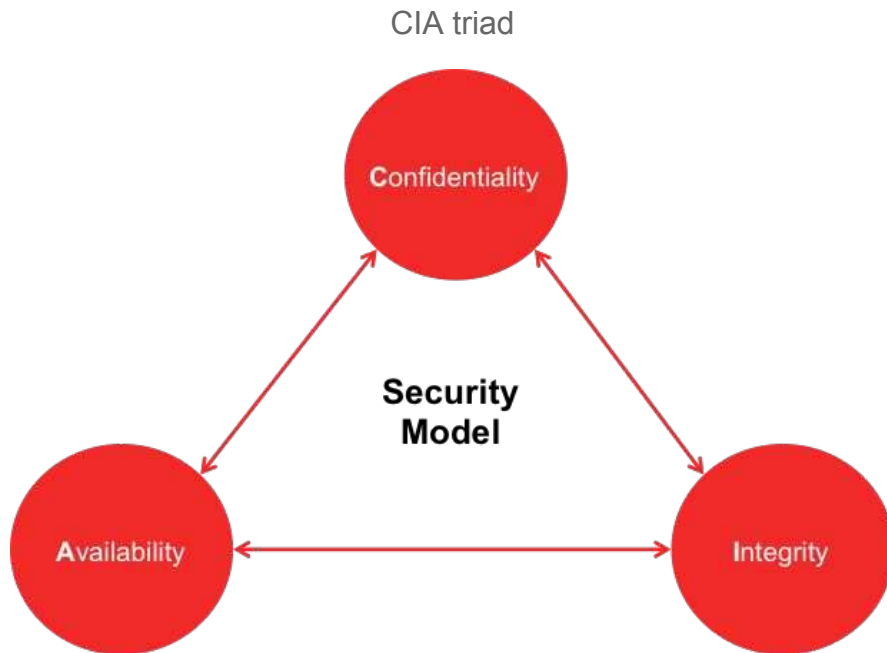 CIA triad
Confidentiality
Security
Model
Availability
Integrity